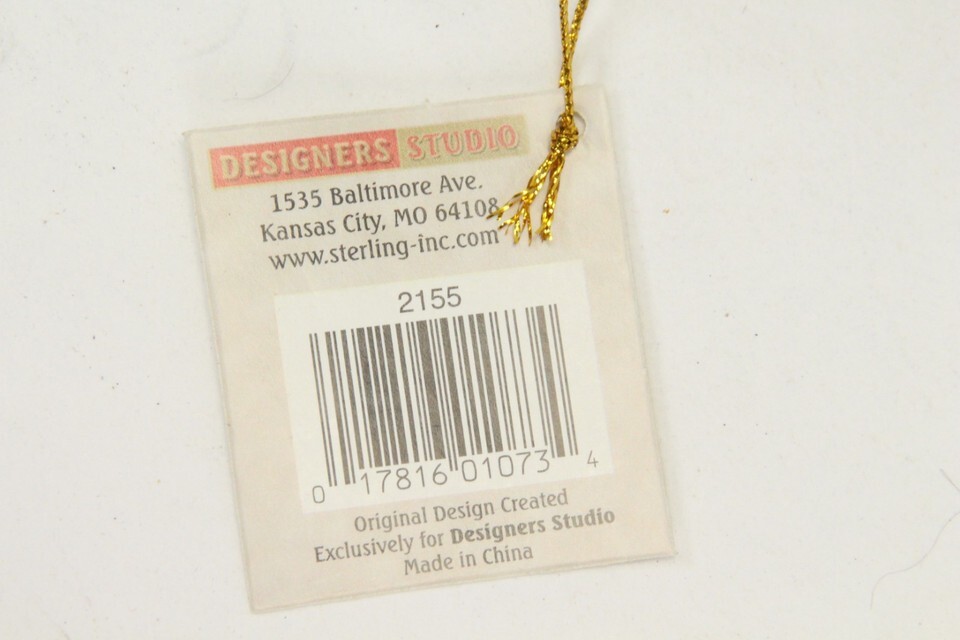 DESIGNERS STUDIO
1535 Baltimore Ave.
Kansas City, MO 64108
www.sterling-inc.com
2155
0 17816 01073 4
Original Design Created
Exclusively for Designers Studio
Made in China